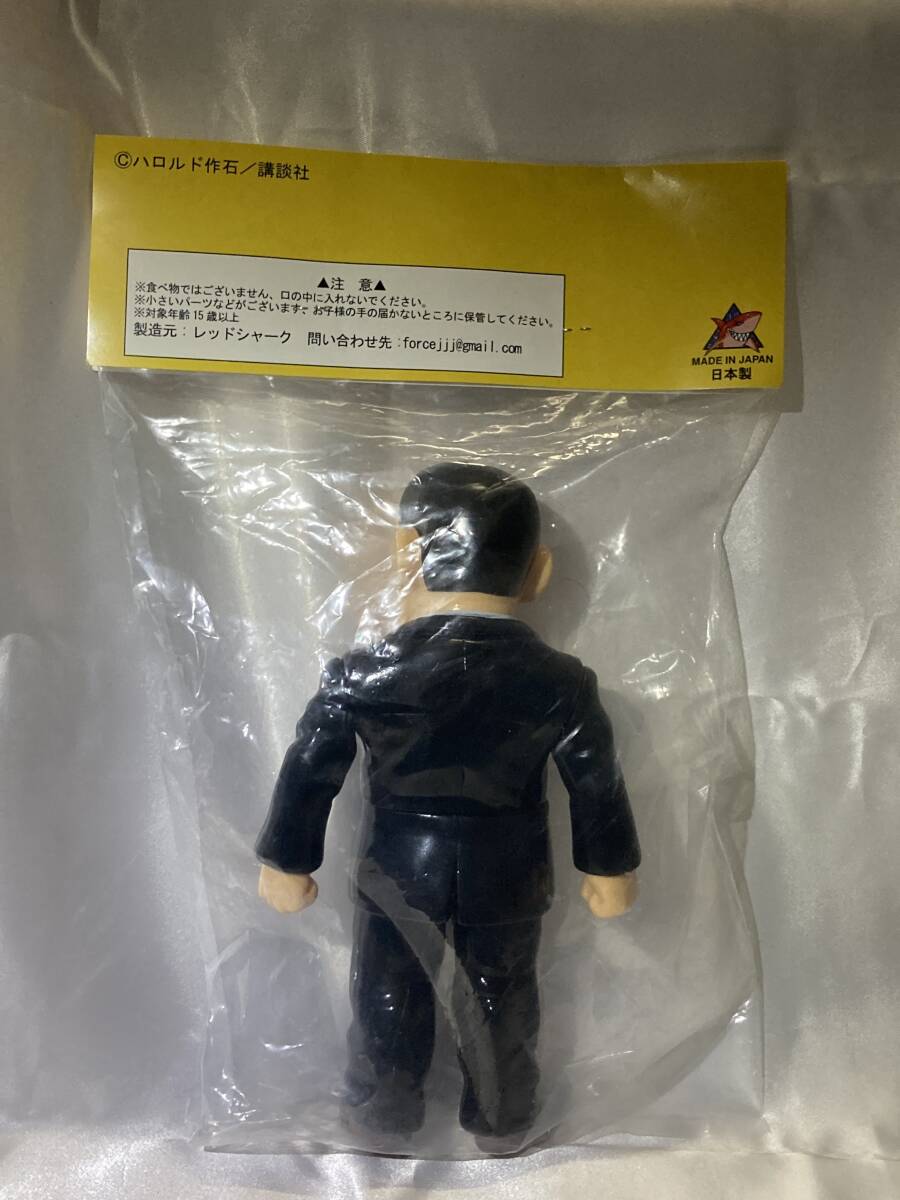 ©ハロルド作石／講談社
▲注 意▲
※食べ物ではございません、口の中に入れないでください。
※小さいパーツなどがございます。お子様の手の届かないところに保管してください。
※対象年齢15歳以上
製造元：レッドシャーク 問い合わせ先：forcejjj@gmail.com
MADE IN JAPAN
日本製